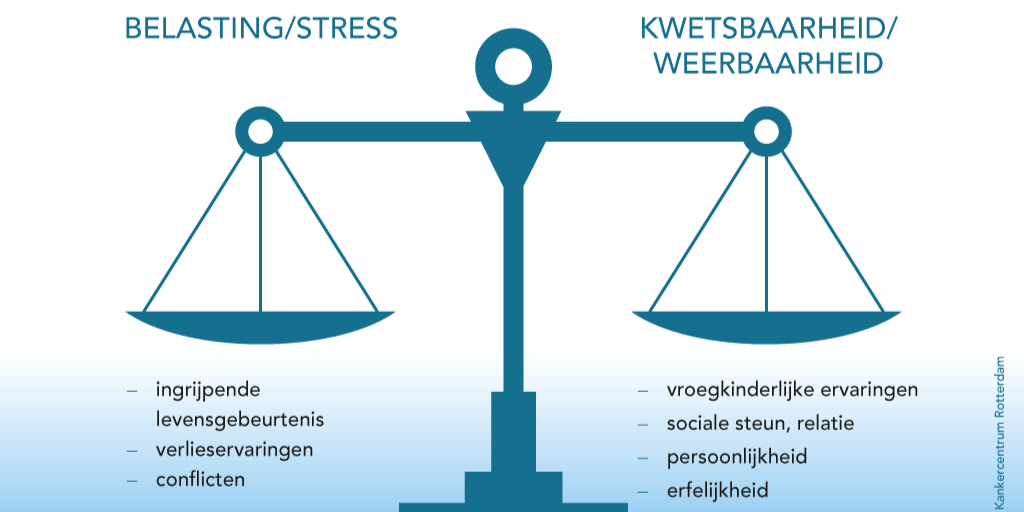 BELASTING/STRESS
KWETSBAARHEID/
WEERBAARHEID
– ingrijpende
levensgebeurtenis
– verlieservaringen
– conflicten
– vroegkinderlijke ervaringen
– sociale steun, relatie
– persoonlijkheid
– erfelijkheid
Kankercentrum Rotterdam